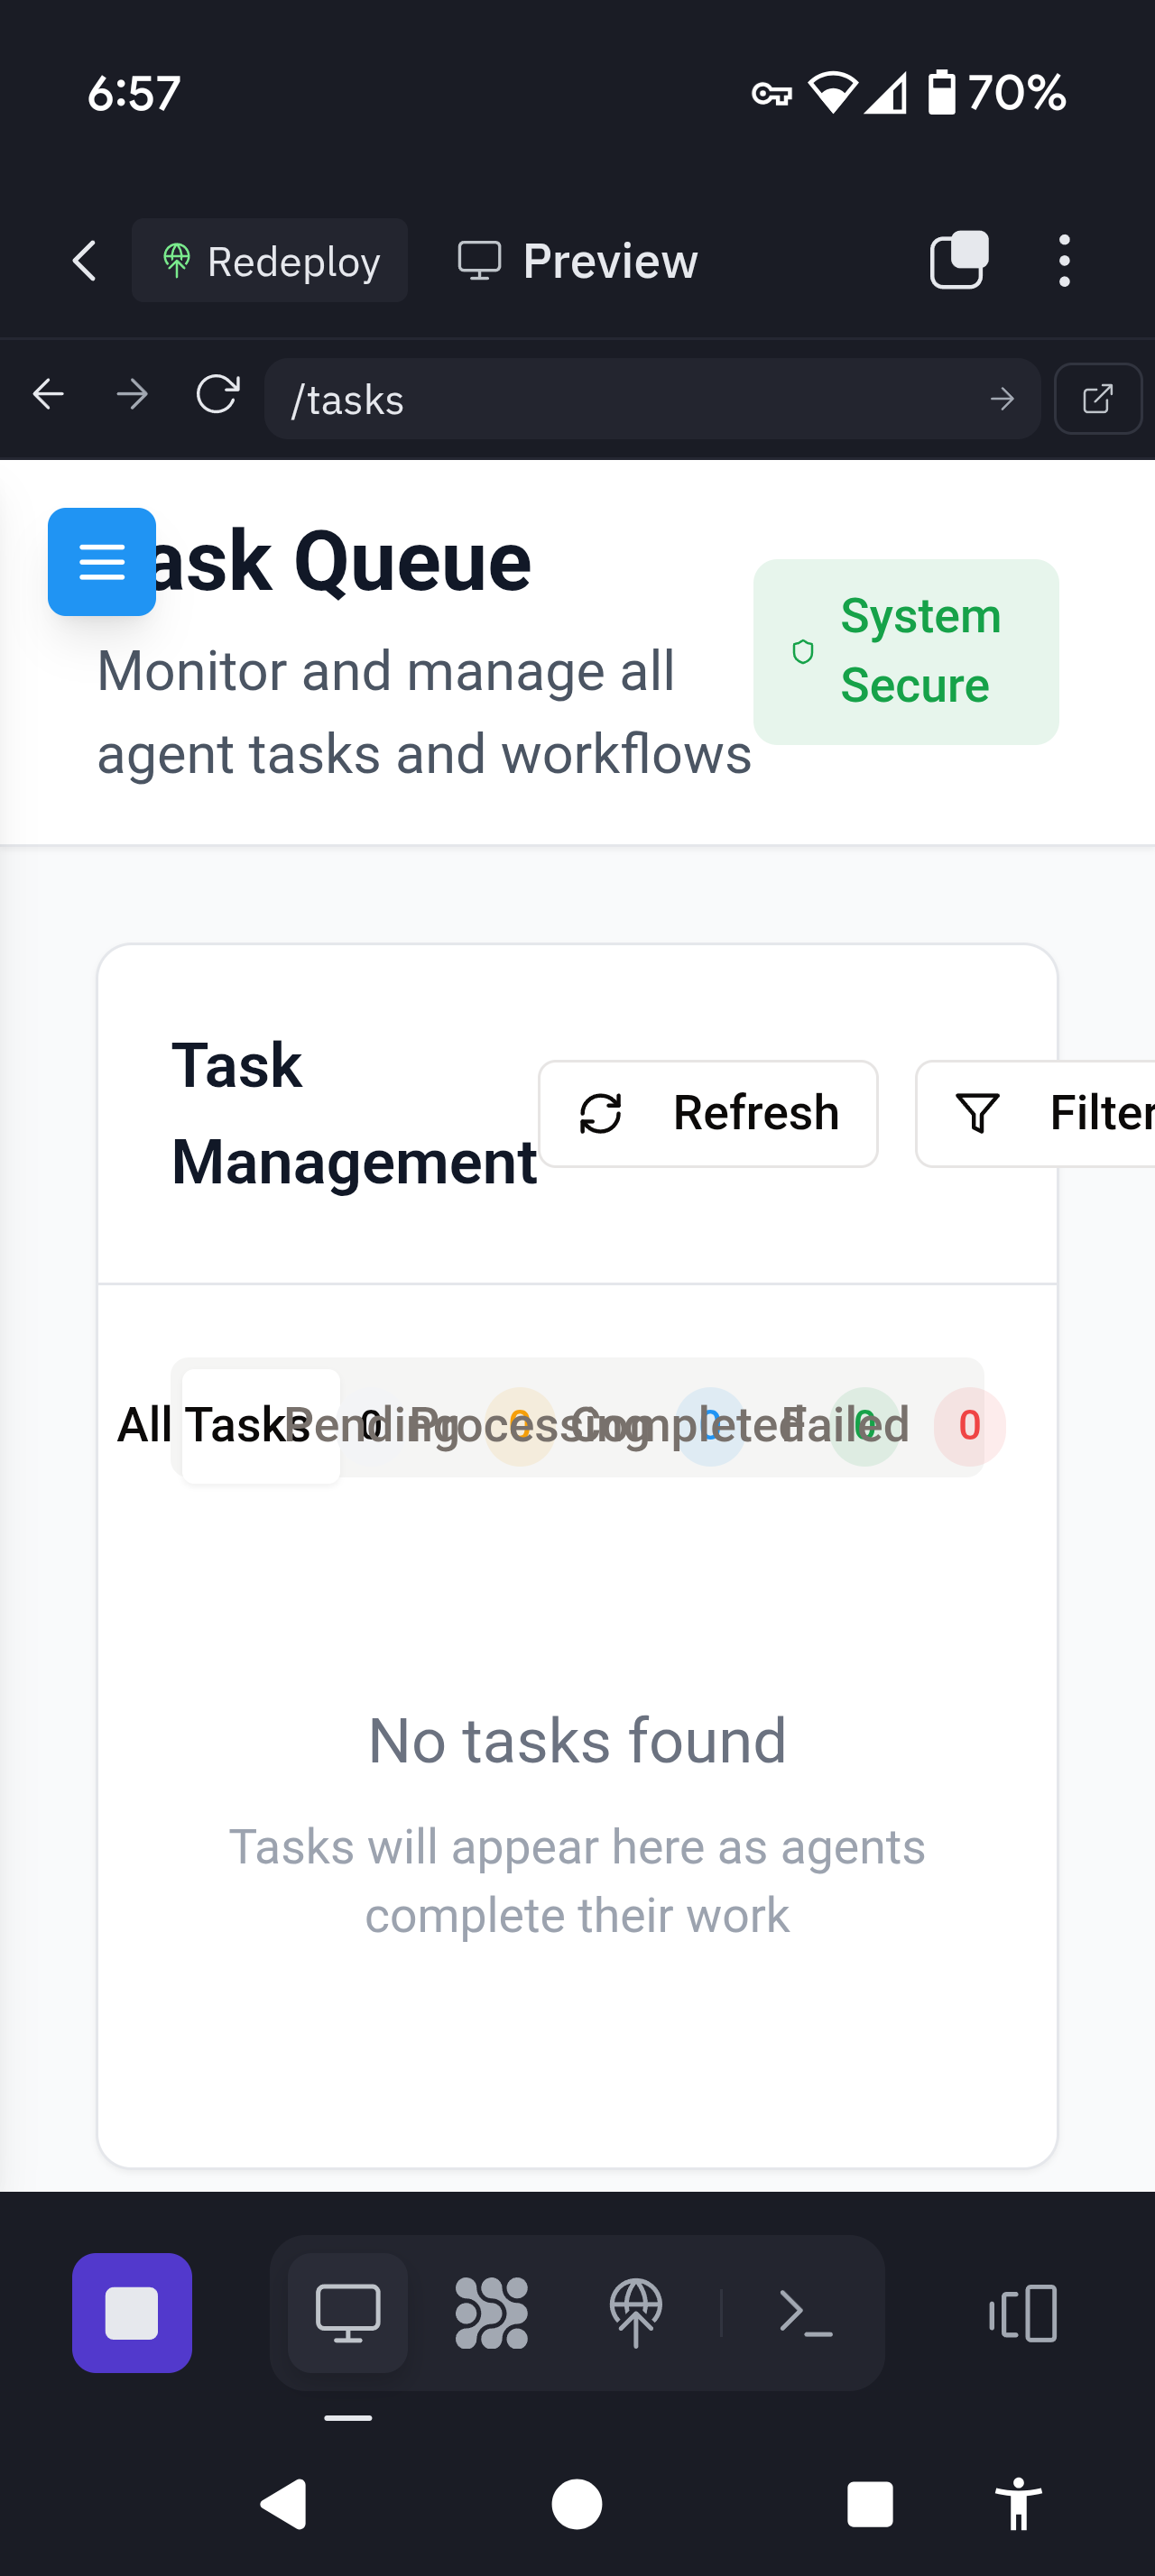 6:57
70%
Redeploy
Preview
/tasks
ask Queue
Monitor and manage all
agent tasks and workflows
System
Secure
Task
Management
Refresh
Filter
All Tasks 0 Pending 0 Processing 0 Completed 0 Failed 0
No tasks found
Tasks will appear here as agents
complete their work